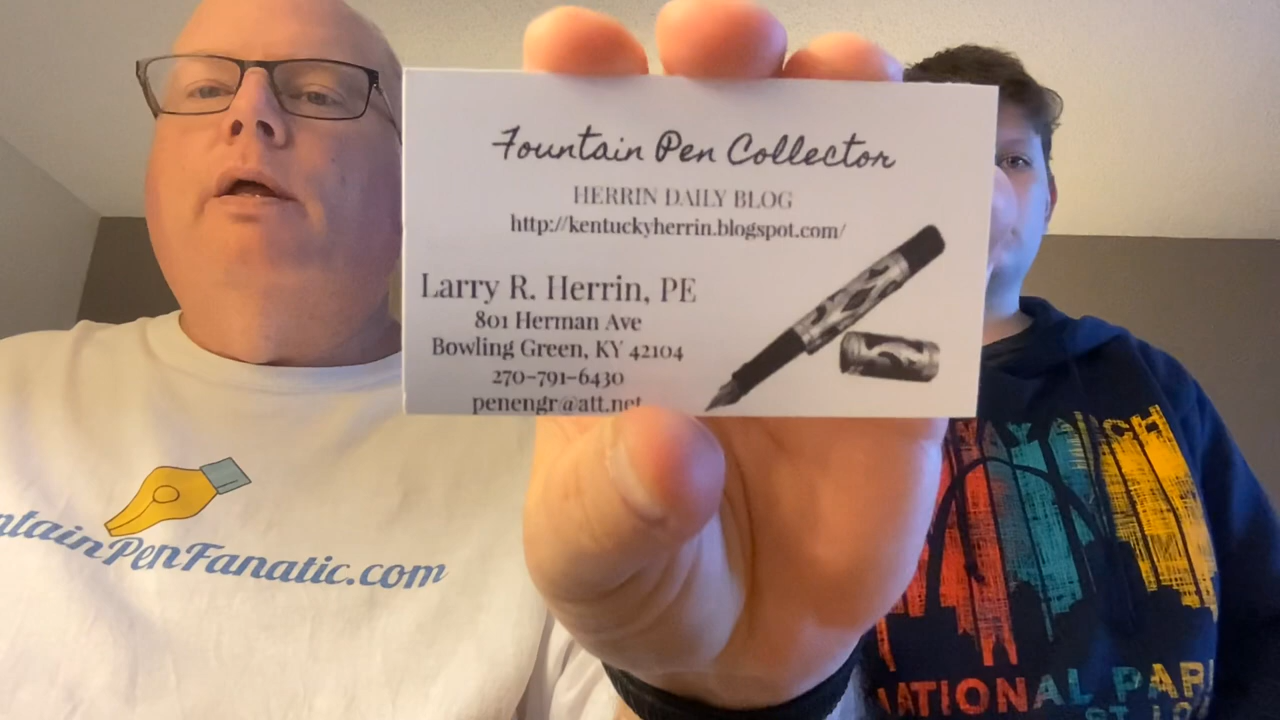 Fountain Pen Collector
HERRIN DAILY BLOG
http://kentuckyherrin.blogspot.com/
Larry R. Herrin, PE
801 Herman Ave
Bowling Green, KY 42104
270-791-6430
penengr@att.net
ntainPenFanatic.com
NATIONAL PAR